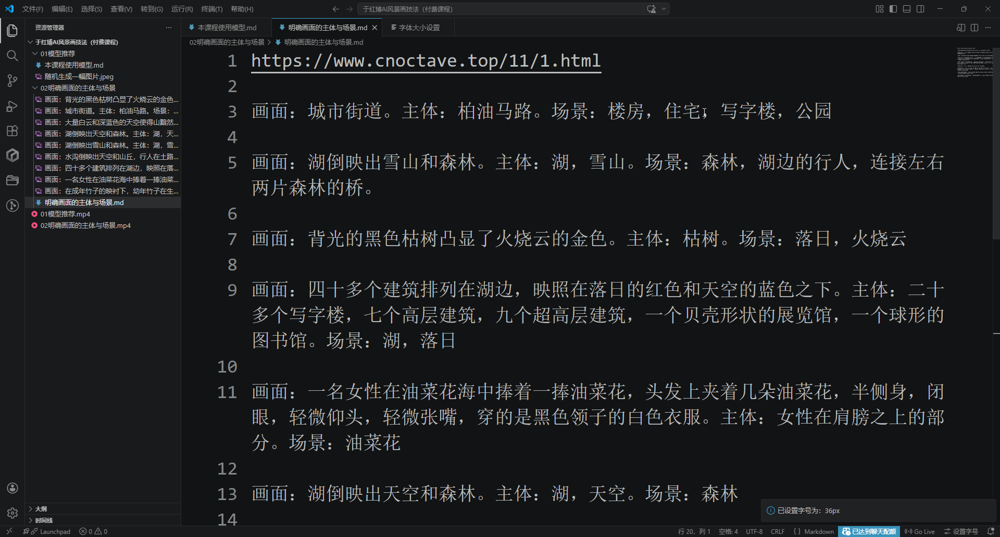 文件(F) 编辑(E) 选择(S) 查看(V) 转到(G) 运行(R) 终端(T) 帮助(H)
于红博AI风景画技法（付费课程）
资源管理器
于红博AI风景画技法（付费课程）
01模型推荐
本课程使用模型.md
随机生成一幅图片.jpeg
02明确画面的主体与场景
画面：背光的黑色枯树凸显了火烧云的金色...
画面：城市街道。主体：柏油马路。场景：...
画面：大量白云和深蓝色的天空使得山黯然...
画面：湖倒映出天空和森林。主体：湖，天...
画面：湖倒映出雪山和森林。主体：湖，雪...
画面：水沟倒映出天空和山丘，行人在土路...
画面：四十多个建筑排列在湖边，映照在落...
画面：一名女性在油菜花海中捧着一捧油菜...
画面：在成年竹子的映衬下，幼年竹子在生...
明确画面的主体与场景.md
01模型推荐.mp4
02明确画面的主体与场景.mp4
大纲
时间线
本课程使用模型.md
明确画面的主体与场景.md
字体大小设置
02明确画面的主体与场景 > 明确画面的主体与场景.md
1 https://www.cnoctave.top/11/1.html
2
3 画面：城市街道。主体：柏油马路。场景：楼房，住宅，写字楼，公园
4
5 画面：湖倒映出雪山和森林。主体：湖，雪山。场景：森林，湖边的行人，连接左右
两片森林的桥。
6
7 画面：背光的黑色枯树凸显了火烧云的金色。主体：枯树。场景：落日，火烧云
8
9 画面：四十多个建筑排列在湖边，映照在落日的红色和天空的蓝色之下。主体：二十
多个写字楼，七个高层建筑，九个超高层建筑，一个贝壳形状的展览馆，一个球形的
图书馆。场景：湖，落日
10
11 画面：一名女性在油菜花海中捧着一捧油菜花，头发上夹着几朵油菜花，半侧身，闭
眼，轻微仰头，轻微张嘴，穿的是黑色领子的白色衣服。主体：女性在肩膀之上的部
分。场景：油菜花
12
13 画面：湖倒映出天空和森林。主体：湖，天空。场景：森林
14
已设置字号为：36px
Launchpad 0 0
行 20，列 1 空格: 4 UTF-8 CRLF { } Markdown 已达到聊天配额 Go Live 设置字号